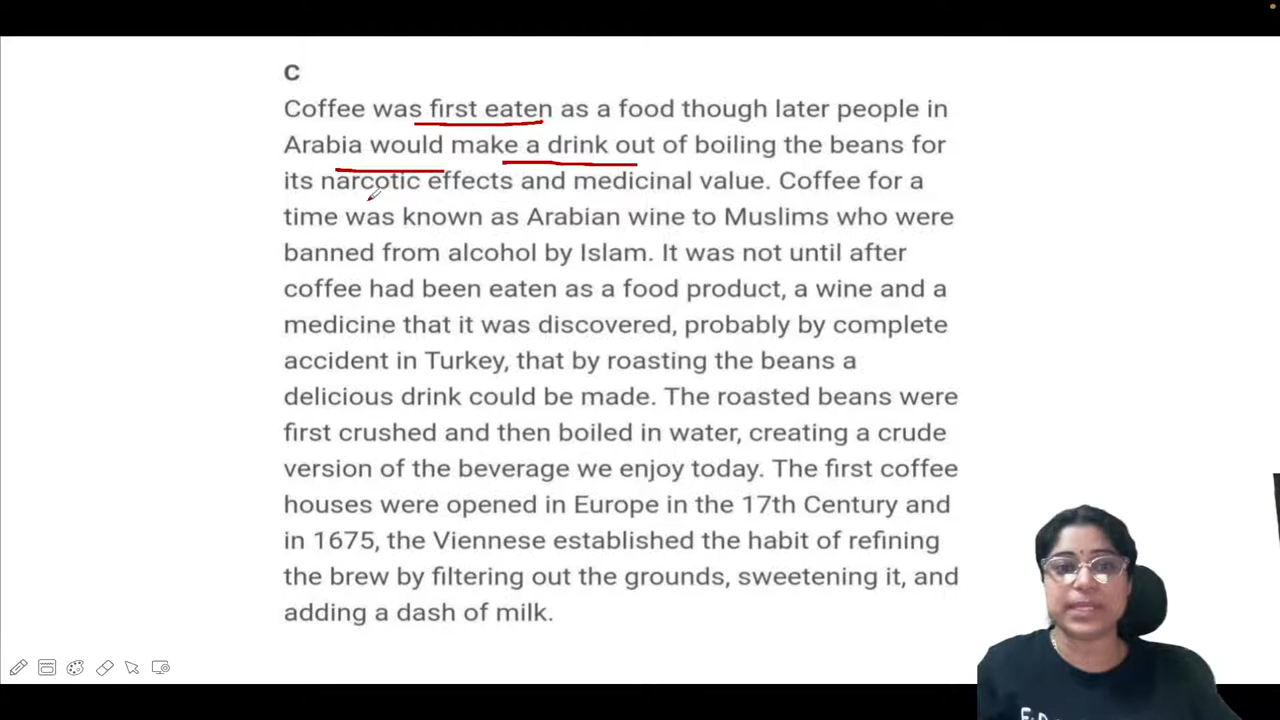 C
Coffee was first eaten as a food though later people in
Arabia would make a drink out of boiling the beans for
its narcotic effects and medicinal value. Coffee for a
time was known as Arabian wine to Muslims who were
banned from alcohol by Islam. It was not until after
coffee had been eaten as a food product, a wine and a
medicine that it was discovered, probably by complete
accident in Turkey, that by roasting the beans a
delicious drink could be made. The roasted beans were
first crushed and then boiled in water, creating a crude
version of the beverage we enjoy today. The first coffee
houses were opened in Europe in the 17th Century and
in 1675, the Viennese established the habit of refining
the brew by filtering out the grounds, sweetening it, and
adding a dash of milk.